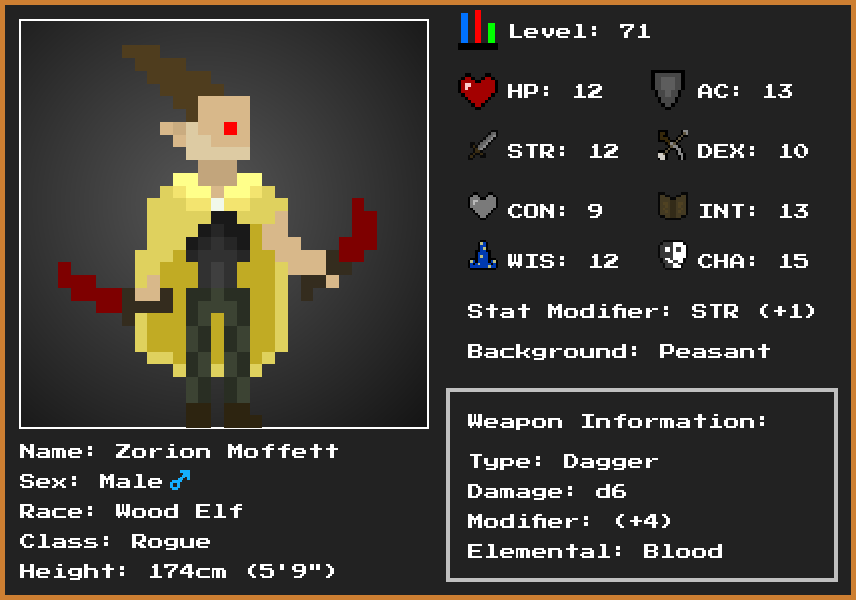 Level: 71
HP: 12 AC: 13
STR: 12 DEX: 10
CON: 9 INT: 13
WIS: 12 CHA: 15
Stat Modifier: STR (+1)
Background: Peasant
Weapon Information:
Type: Dagger
Damage: d6
Modifier: (+4)
Elemental: Blood
Name: Zorion Moffett
Sex: Male♂
Race: Wood Elf
Class: Rogue
Height: 174cm (5'9")